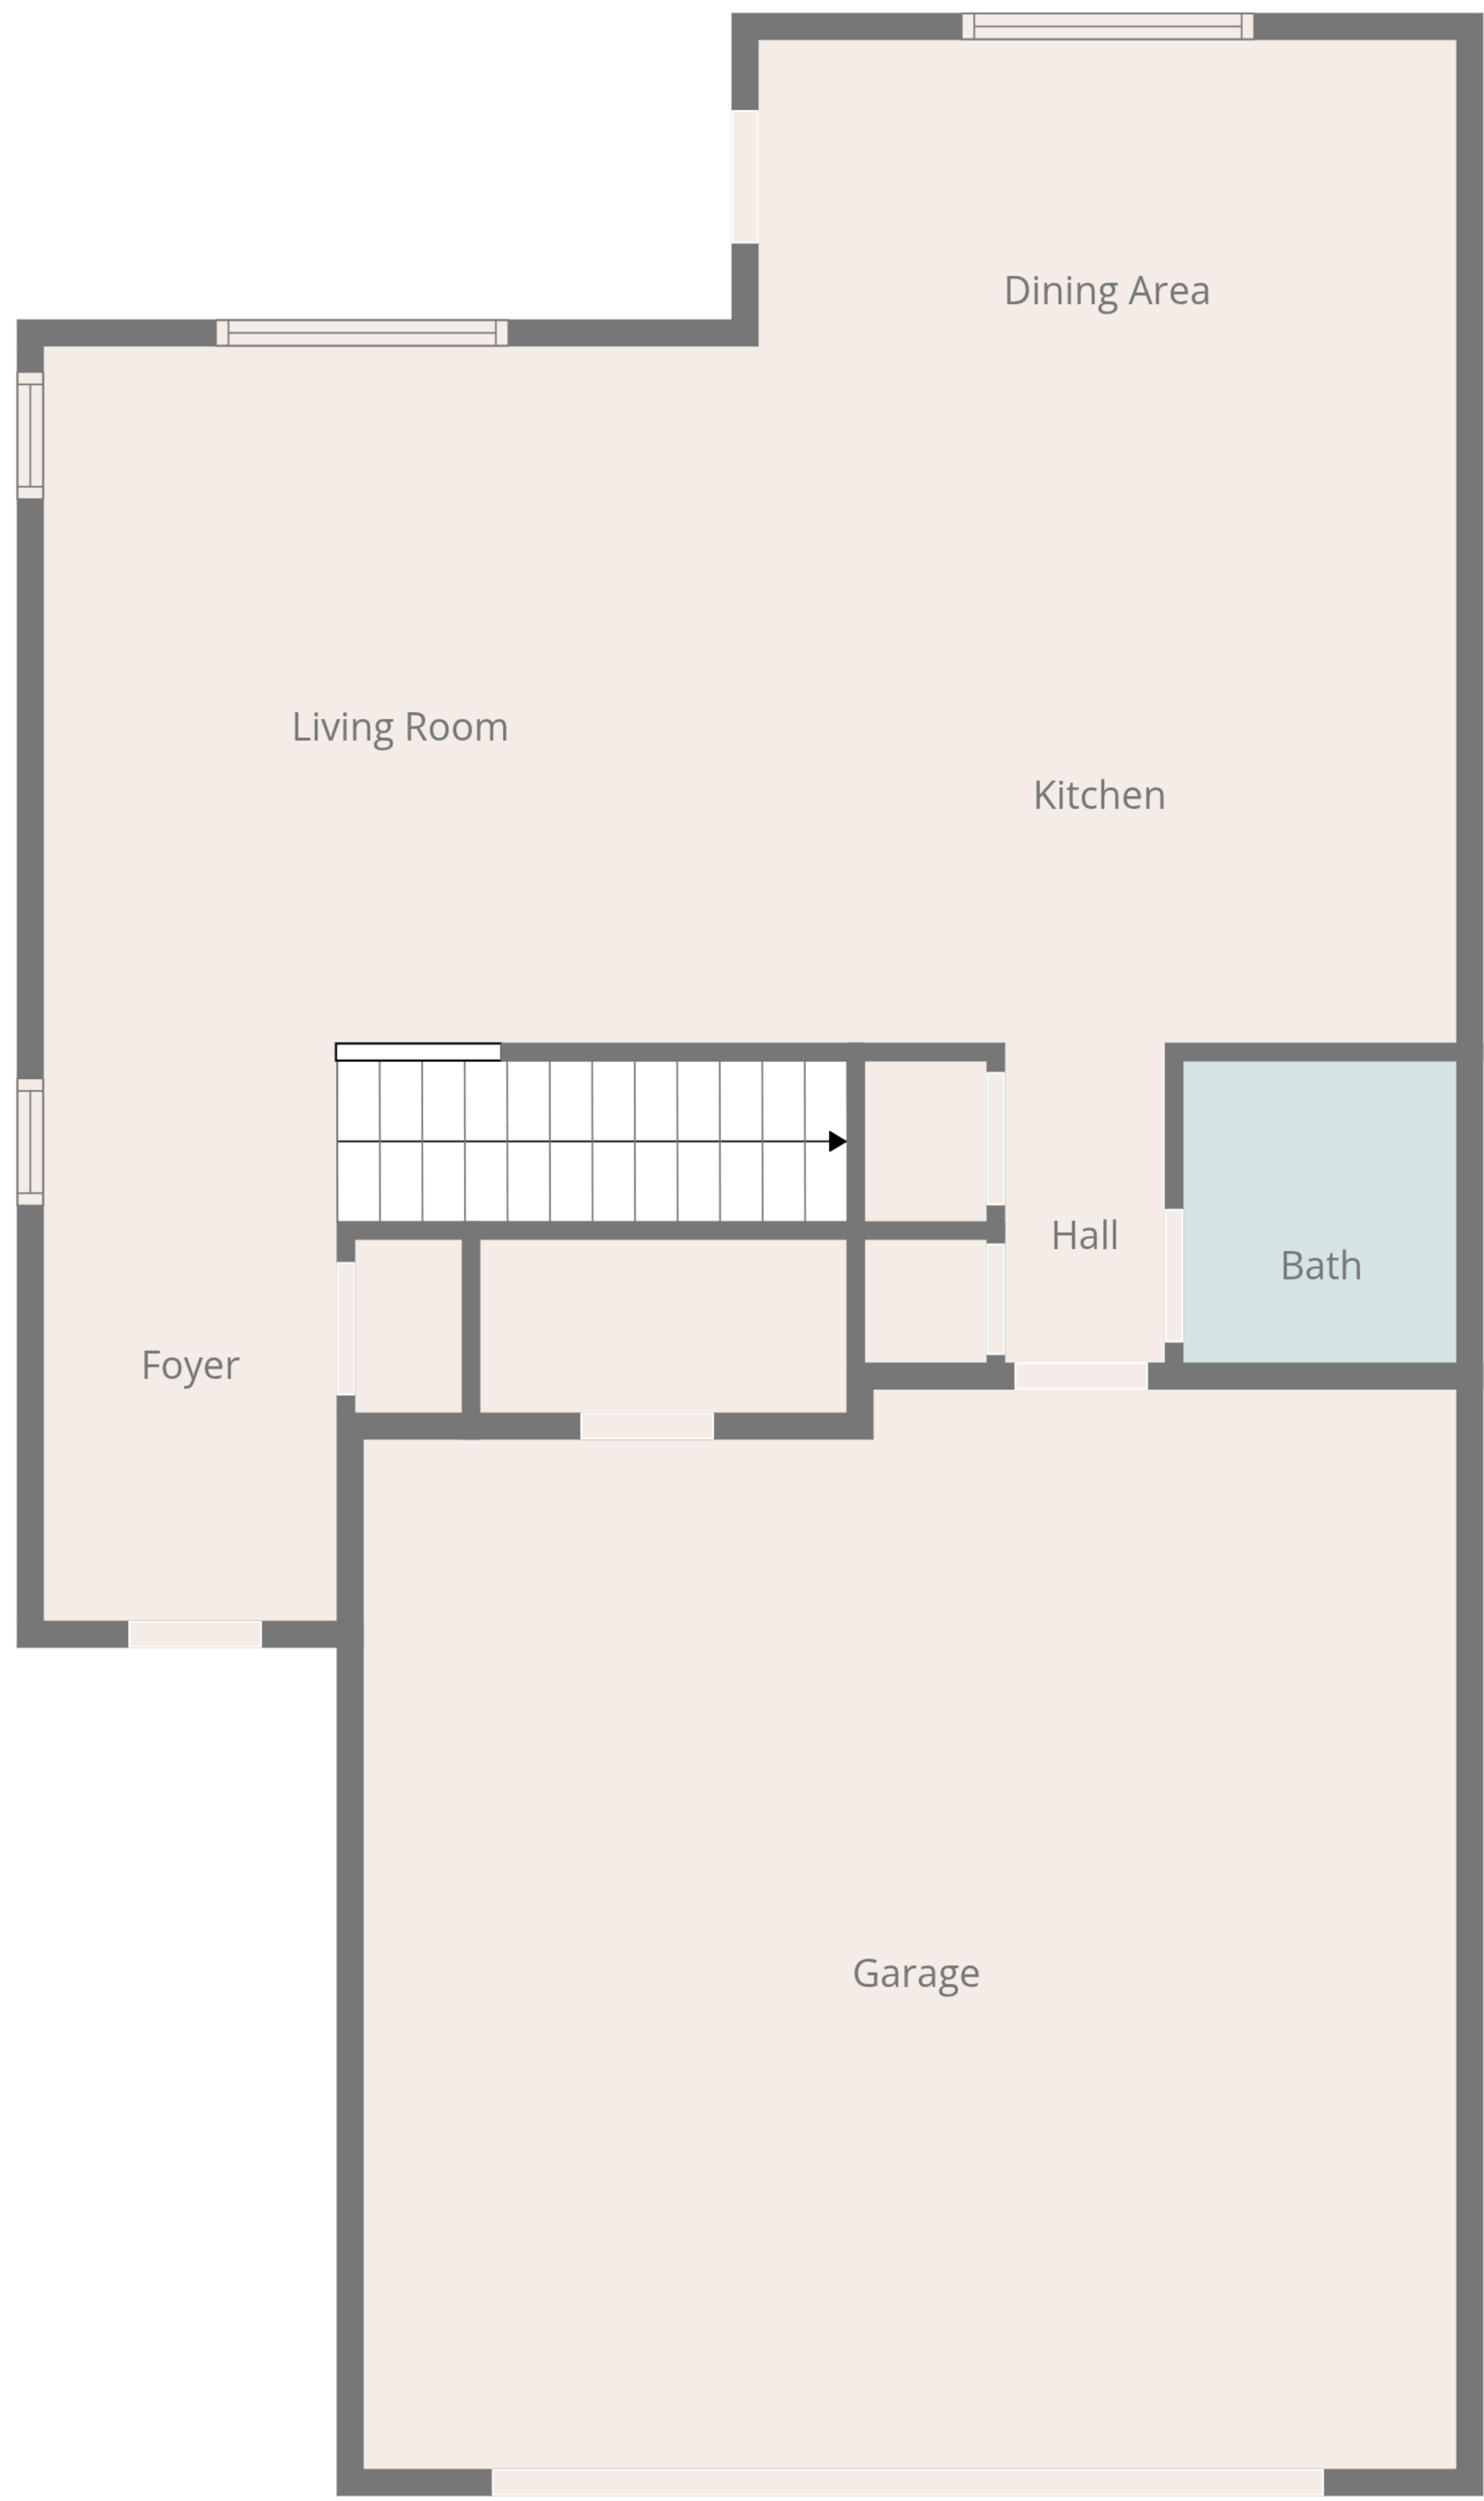 Dining Area
Living Room
Kitchen
Hall
Bath
Foyer
Garage